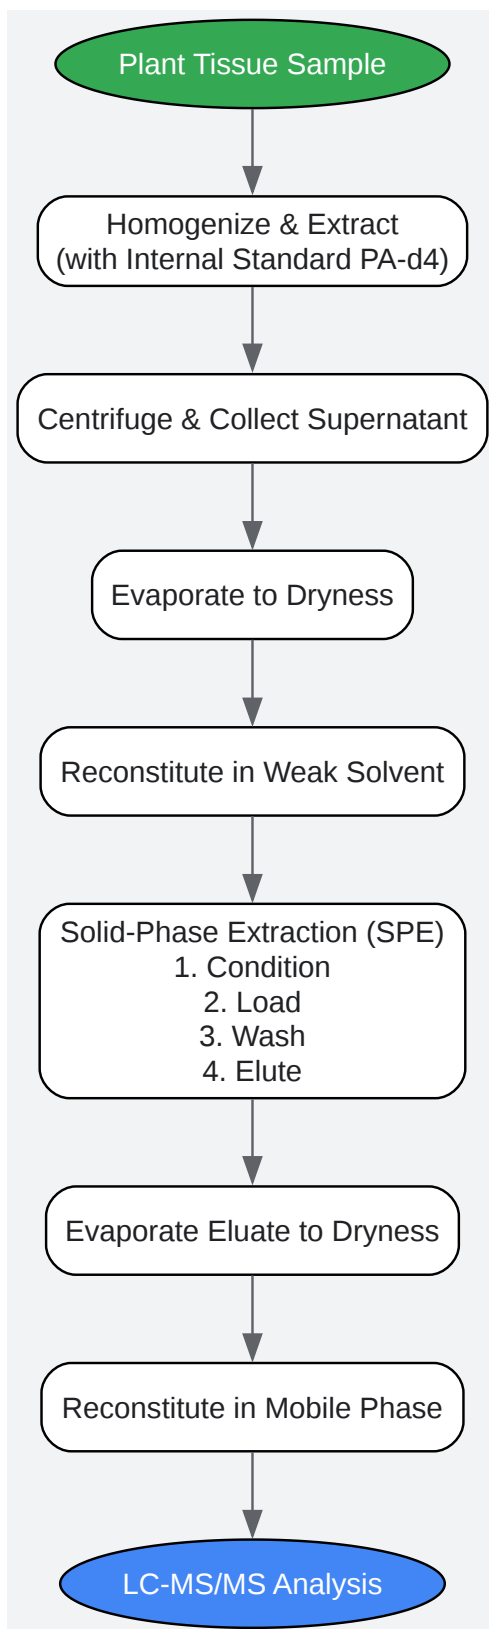 Plant Tissue Sample
Homogenize & Extract
(with Internal Standard PA-d4)
Centrifuge & Collect Supernatant
Evaporate to Dryness
Reconstitute in Weak Solvent
Solid-Phase Extraction (SPE)
1. Condition
2. Load
3. Wash
4. Elute
Evaporate Eluate to Dryness
Reconstitute in Mobile Phase
LC-MS/MS Analysis